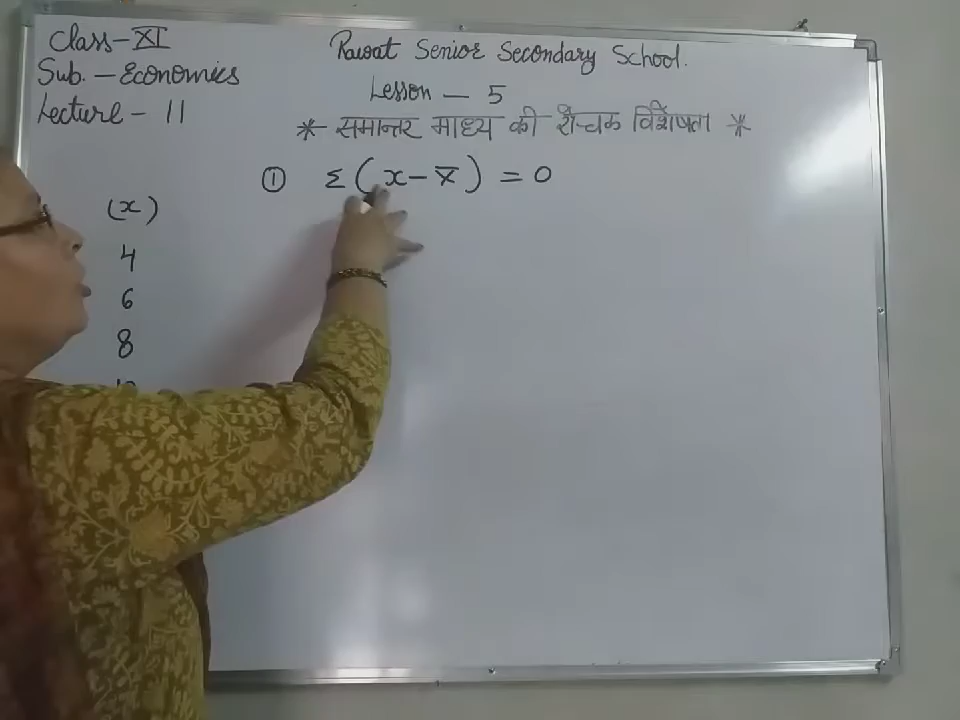 Class-XI
Sub. - Economics
Lecture - 11
Rawat Senior Secondary School.
Lesson - 5
* समान्तर माध्य की रोच्चक विशेषता *
① Σ(x-x̅) = 0
(x)
4
6
8